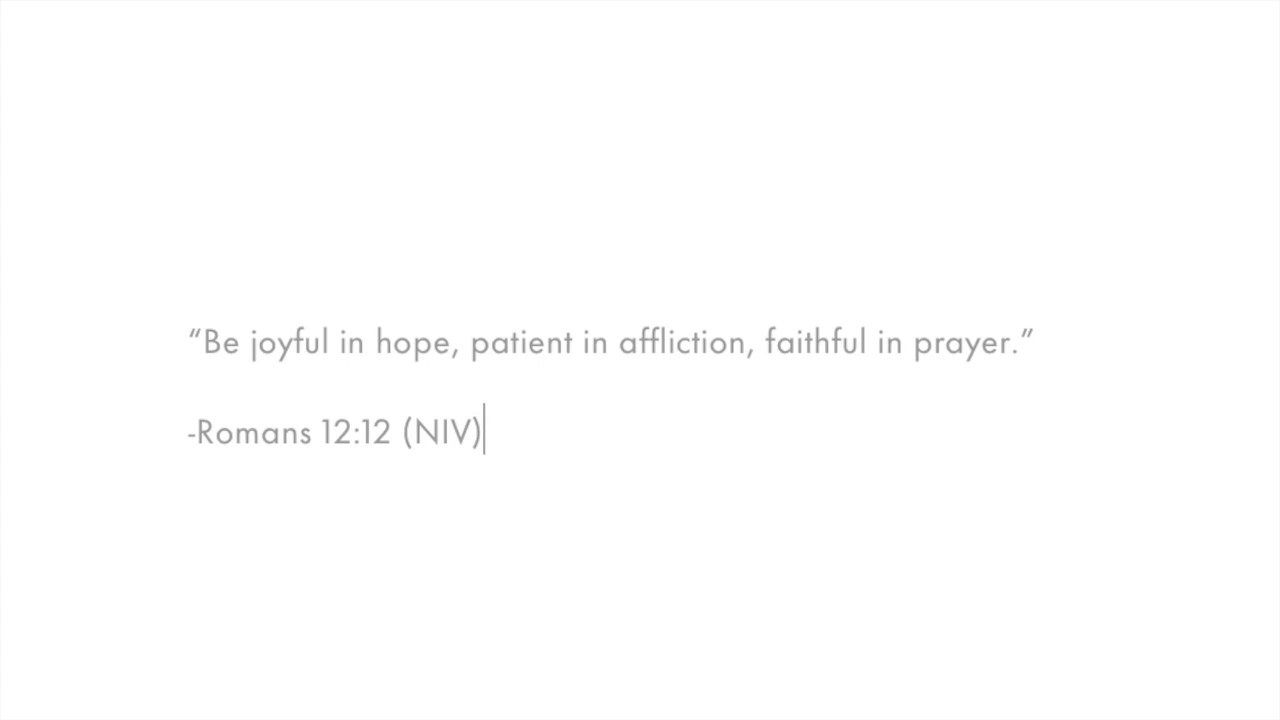 “Be joyful in hope, patient in affliction, faithful in prayer.”
-Romans 12:12 (NIV)